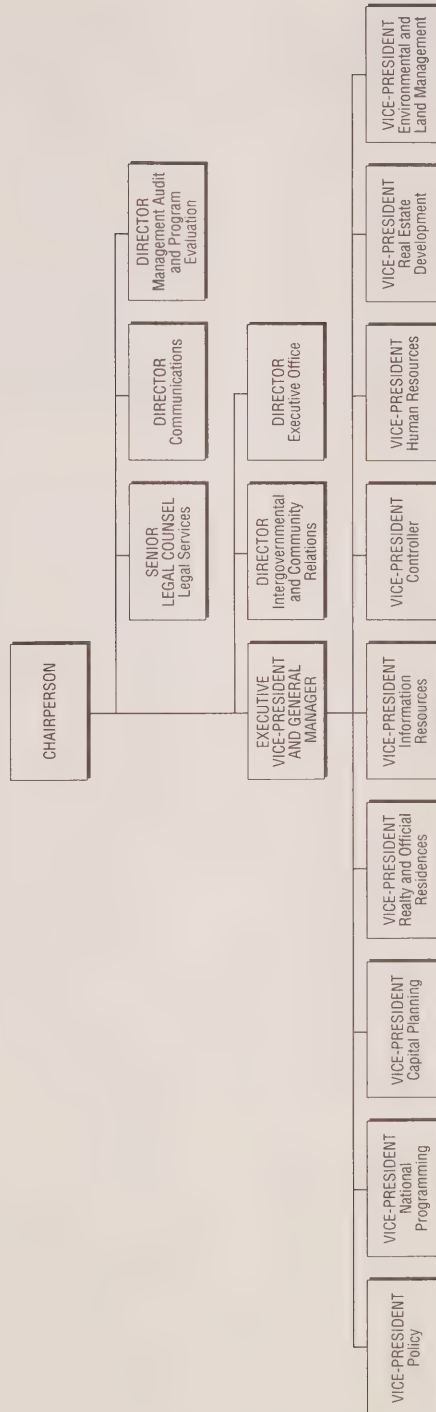 CHAIRPERSON
SENIOR
LEGAL COUNSEL
Legal Services
DIRECTOR
Communications
DIRECTOR
Management Audit
and Program
Evaluation
EXECUTIVE
VICE-PRESIDENT
AND GENERAL
MANAGER
DIRECTOR
Intergovernmental
and Community
Relations
DIRECTOR
Executive Office
VICE-PRESIDENT
Policy
VICE-PRESIDENT
National
Programming
VICE-PRESIDENT
Capital Planning
VICE-PRESIDENT
Realty and Official
Residences
VICE-PRESIDENT
Information
Resources
VICE-PRESIDENT
Controller
VICE-PRESIDENT
Human Resources
VICE-PRESIDENT
Real Estate
Development
VICE-PRESIDENT
Environmental and
Land Management